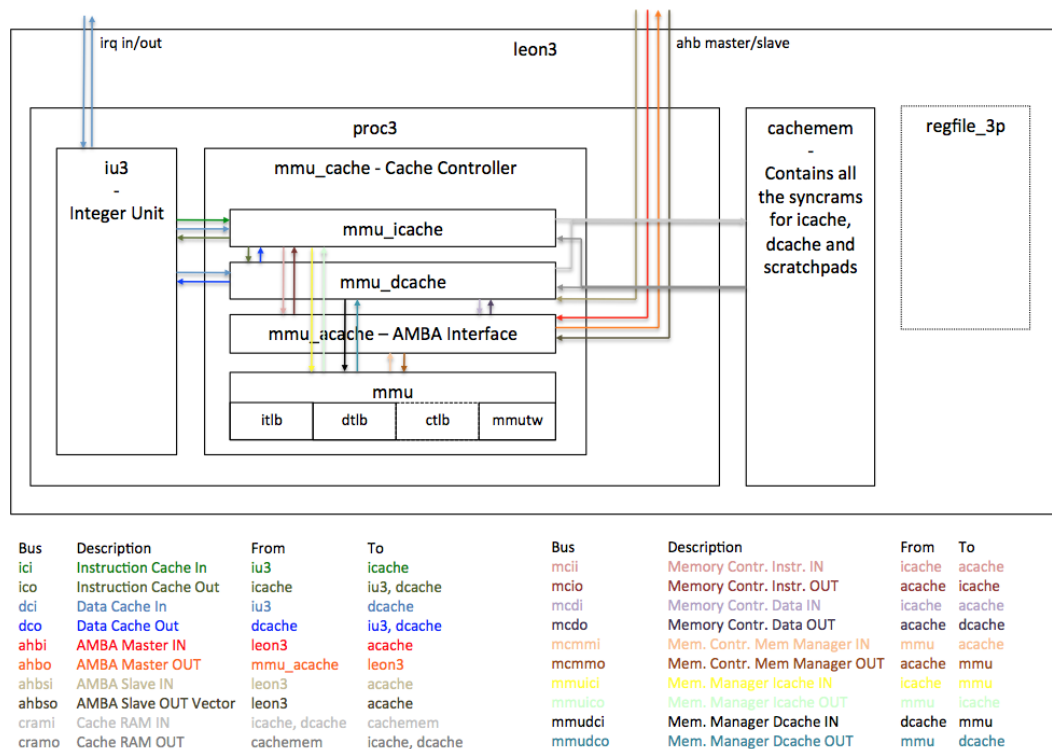 irq in/out
ahb master/slave
leon3
proc3
cachemem
-
Contains all
the syncrams
for icache,
dcache and
scratchpads
regfile_3p
iu3
-
Integer Unit
mmu_cache - Cache Controller
mmu_icache
mmu_dcache
mmu_acache – AMBA Interface
mmu
itlb dtlb ctlb mmutw
Bus Description From To
ici Instruction Cache In iu3 icache
ico Instruction Cache Out icache iu3, dcache
dci Data Cache In iu3 dcache
dco Data Cache Out dcache iu3, dcache
ahbi AMBA Master IN leon3 acache
ahbo AMBA Master OUT mmu_acache leon3
ahbsi AMBA Slave IN leon3 acache
ahbso AMBA Slave OUT Vector leon3 acache
crami Cache RAM IN icache, dcache cachemem
cramo Cache RAM OUT cachemem icache, dcache
Bus Description From To
mcii Memory Contr. Instr. IN icache acache
mcio Memory Contr. Instr. OUT acache icache
mcdi Memory Contr. Data IN icache acache
mcdo Memory Contr. Data OUT acache dcache
mcmmi Mem. Contr. Mem Manager IN mmu acache
mcmmo Mem. Contr. Mem Manager OUT acache mmu
mmuici Mem. Manager Icache IN icache mmu
mmuico Mem. Manager Icache OUT mmu icache
mmudci Mem. Manager Dcache IN dcache mmu
mmudco Mem. Manager Dcache OUT mmu dcache